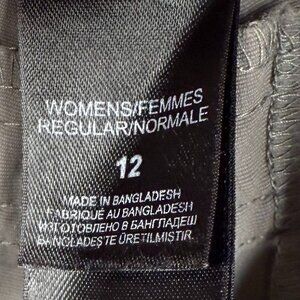 WOMENS/FEMMES
REGULAR/NORMALE
12
MADE IN BANGLADESH
FABRIQUÉ AU BANGLADESH
ИЗГОТОВЛЕНО В БАНГЛАДЕШ
BANGLADEŞ'TE ÜRETİLMİŞTİR.